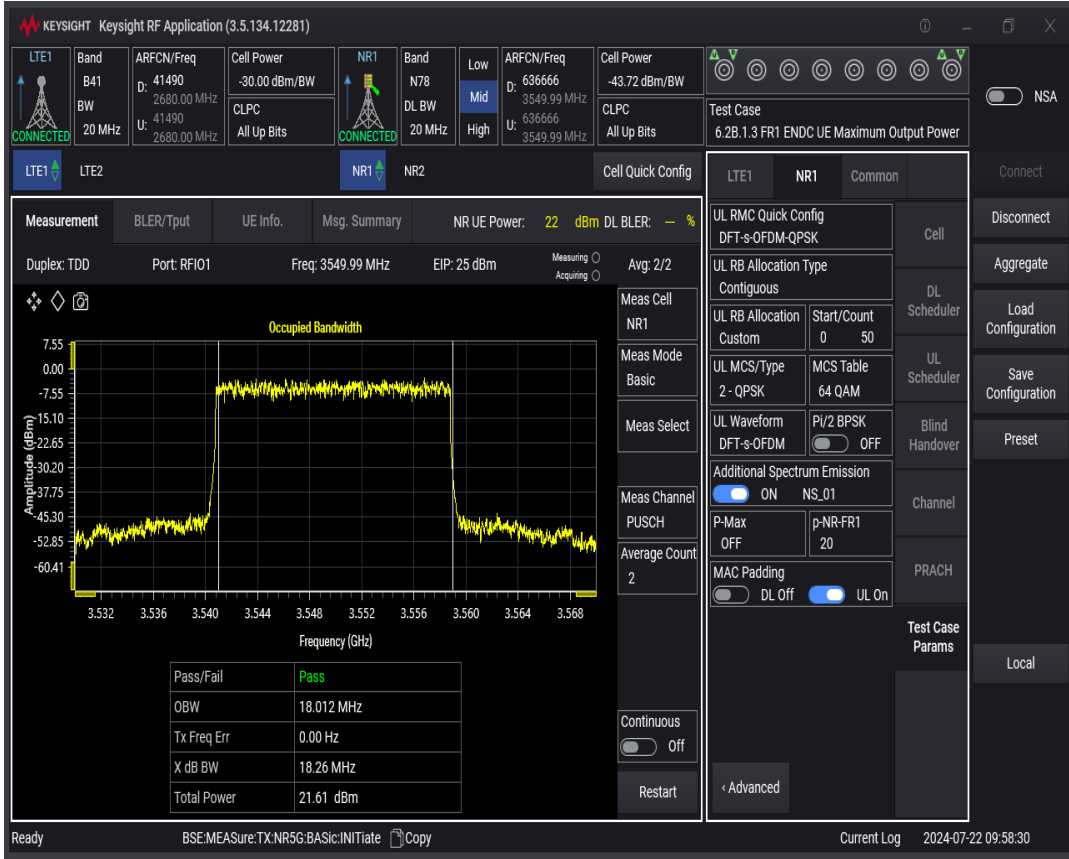 KEYSIGHT Keysight RF Application (3.5.134.12281)
LTE1
CONNECTED
Band
B41
BW
20 MHz
ARFCN/Freq
D: 41490
2680.00 MHz
U: 41490
2680.00 MHz
Cell Power
-30.00 dBm/BW
CLPC
All Up Bits
NR1
CONNECTED
Band
N78
DL BW
20 MHz
Low
Mid
High
ARFCN/Freq
D: 636666
3549.99 MHz
U: 636666
3549.99 MHz
Cell Power
-43.72 dBm/BW
CLPC
All Up Bits
Test Case
6.2B.1.3 FR1 ENDC UE Maximum Output Power
NSA
LTE1 LTE2
NR1 NR2
Cell Quick Config
Measurement BLER/Tput UE Info. Msg. Summary NR UE Power: 22 dBm DL BLER: --- %
Duplex: TDD Port: RFIO1 Freq: 3549.99 MHz EIP: 25 dBm Measuring Acquiring Avg: 2/2
Occupied Bandwidth
Amplitude (dBm)
7.55
0.00
-7.55
-15.10
-22.65
-30.20
-37.75
-45.30
-52.85
-60.41
3.532 3.536 3.540 3.544 3.548 3.552 3.556 3.560 3.564 3.568
Frequency (GHz)
Pass/Fail Pass
OBW 18.012 MHz
Tx Freq Err 0.00 Hz
X dB BW 18.26 MHz
Total Power 21.61 dBm
Meas Cell
NR1
Meas Mode
Basic
Meas Select
Meas Channel
PUSCH
Average Count
2
Continuous
Off
Restart
LTE1 NR1 Common
UL RMC Quick Config
DFT-s-OFDM-QPSK
UL RB Allocation Type
Contiguous
UL RB Allocation Start/Count
Custom 0 50
UL MCS/Type MCS Table
2 - QPSK 64 QAM
UL Waveform Pi/2 BPSK
DFT-s-OFDM OFF
Additional Spectrum Emission
ON NS_01
P-Max p-NR-FR1
OFF 20
MAC Padding
DL Off UL On
‹ Advanced
Cell
DL
Scheduler
UL
Scheduler
Blind
Handover
Channel
PRACH
Test Case
Params
Connect
Disconnect
Aggregate
Load
Configuration
Save
Configuration
Preset
Local
Ready BSE:MEASure:TX:NR5G:BASic:INITiate Copy Current Log 2024-07-22 09:58:30